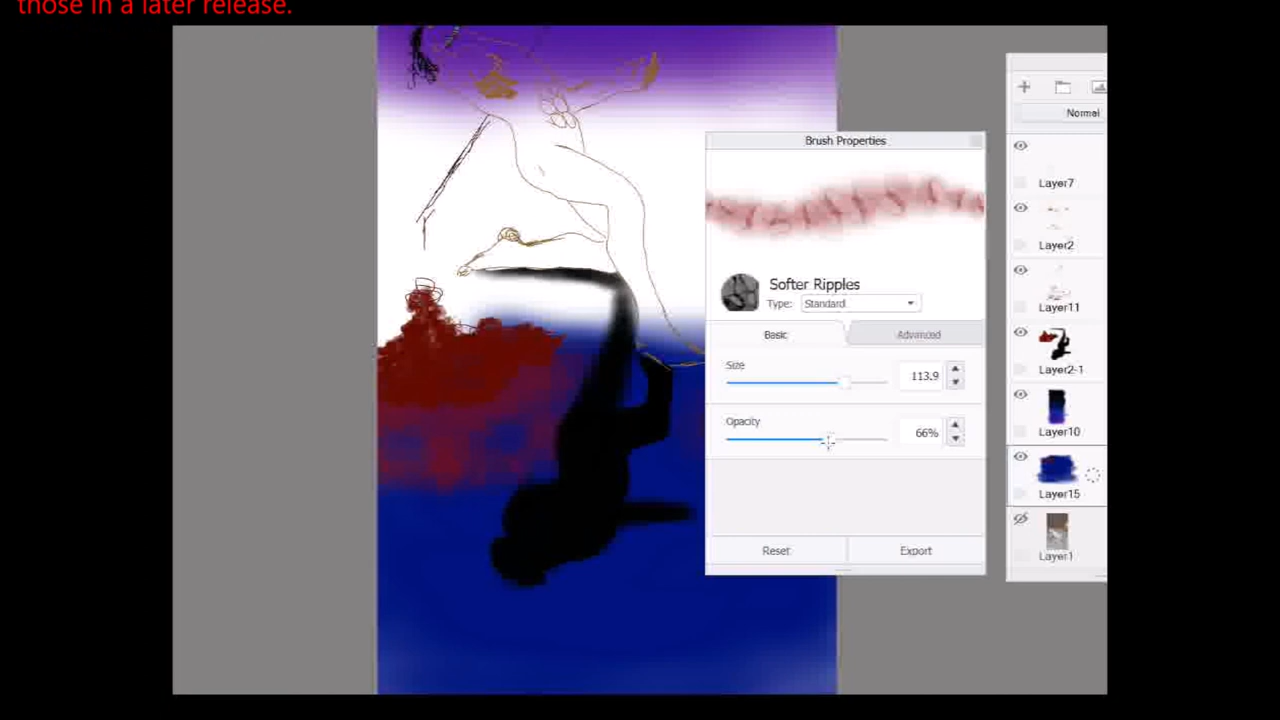 those in a later release.
Brush Properties
Normal
Layer7
Softer Ripples
Type: Standard
Layer2
Layer11
Basic
Advanced
Size
113.9
Layer2-1
Opacity
66%
Layer10
Layer15
Reset
Export
Layer1